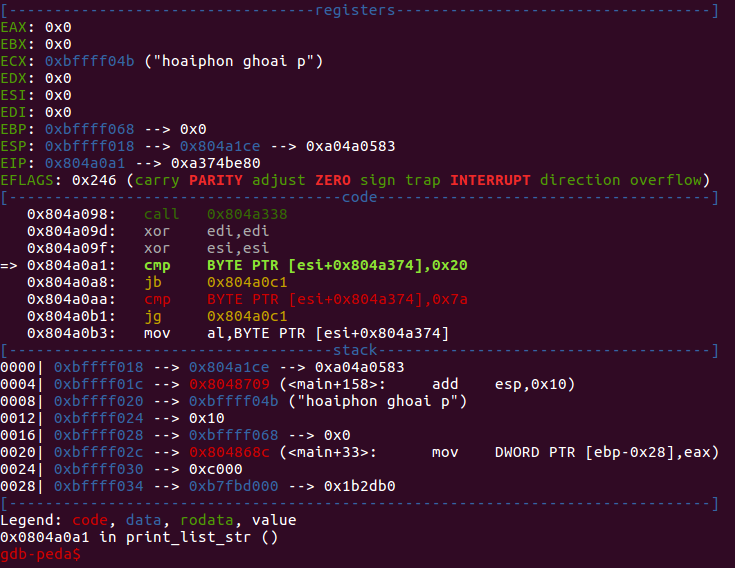 [----------------------------------registers-----------------------------------]
EAX: 0x0
EBX: 0x0
ECX: 0xbffff04b ("hoaiphon ghoai p")
EDX: 0x0
ESI: 0x0
EDI: 0x0
EBP: 0xbffff068 --> 0x0
ESP: 0xbffff018 --> 0x804a1ce --> 0xa04a0583
EIP: 0x804a0a1 --> 0xa374be80
EFLAGS: 0x246 (carry PARITY adjust ZERO sign trap INTERRUPT direction overflow)
[-------------------------------------code-------------------------------------]
   0x804a098:	call   0x804a338
   0x804a09d:	xor    edi,edi
   0x804a09f:	xor    esi,esi
=> 0x804a0a1:	cmp    BYTE PTR [esi+0x804a374],0x20
   0x804a0a8:	jb     0x804a0c1
   0x804a0aa:	cmp    BYTE PTR [esi+0x804a374],0x7a
   0x804a0b1:	jg     0x804a0c1
   0x804a0b3:	mov    al,BYTE PTR [esi+0x804a374]
[------------------------------------stack-------------------------------------]
0000| 0xbffff018 --> 0x804a1ce --> 0xa04a0583
0004| 0xbffff01c --> 0x8048709 (<main+158>:	add    esp,0x10)
0008| 0xbffff020 --> 0xbffff04b ("hoaiphon ghoai p")
0012| 0xbffff024 --> 0x10
0016| 0xbffff028 --> 0xbffff068 --> 0x0
0020| 0xbffff02c --> 0x804868c (<main+33>:	mov    DWORD PTR [ebp-0x28],eax)
0024| 0xbffff030 --> 0xc000
0028| 0xbffff034 --> 0xb7fbd000 --> 0x1b2db0
[------------------------------------------------------------------------------]
Legend: code, data, rodata, value
0x0804a0a1 in print_list_str ()
gdb-peda$